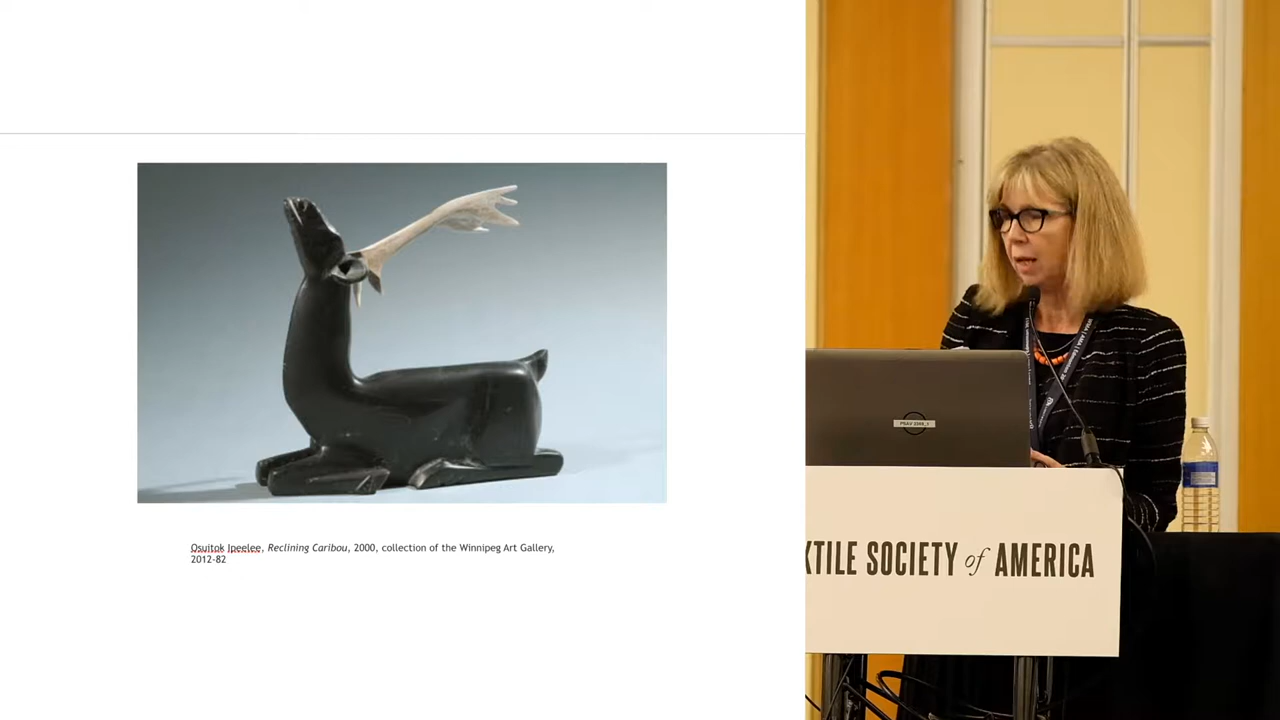 Osuitok Ipeelee, Reclining Caribou, 2000, collection of the Winnipeg Art Gallery,
2012-82
XTILE SOCIETY of AMERICA